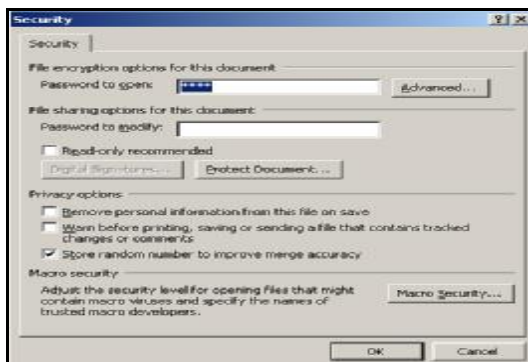 Security
Security
File encryption options for this document
Password to open: ****
Advanced...
File sharing options for this document
Password to modify:
Read-only recommended
Digital Signatures...
Protect Document...
Privacy options
Remove personal information from this file on save
Warn before printing, saving or sending a file that contains tracked
changes or comments
Store random number to improve merge accuracy
Macro security
Adjust the security level for opening files that might
contain macro viruses and specify the names of
trusted macro developers.
Macro Security...
OK
Cancel